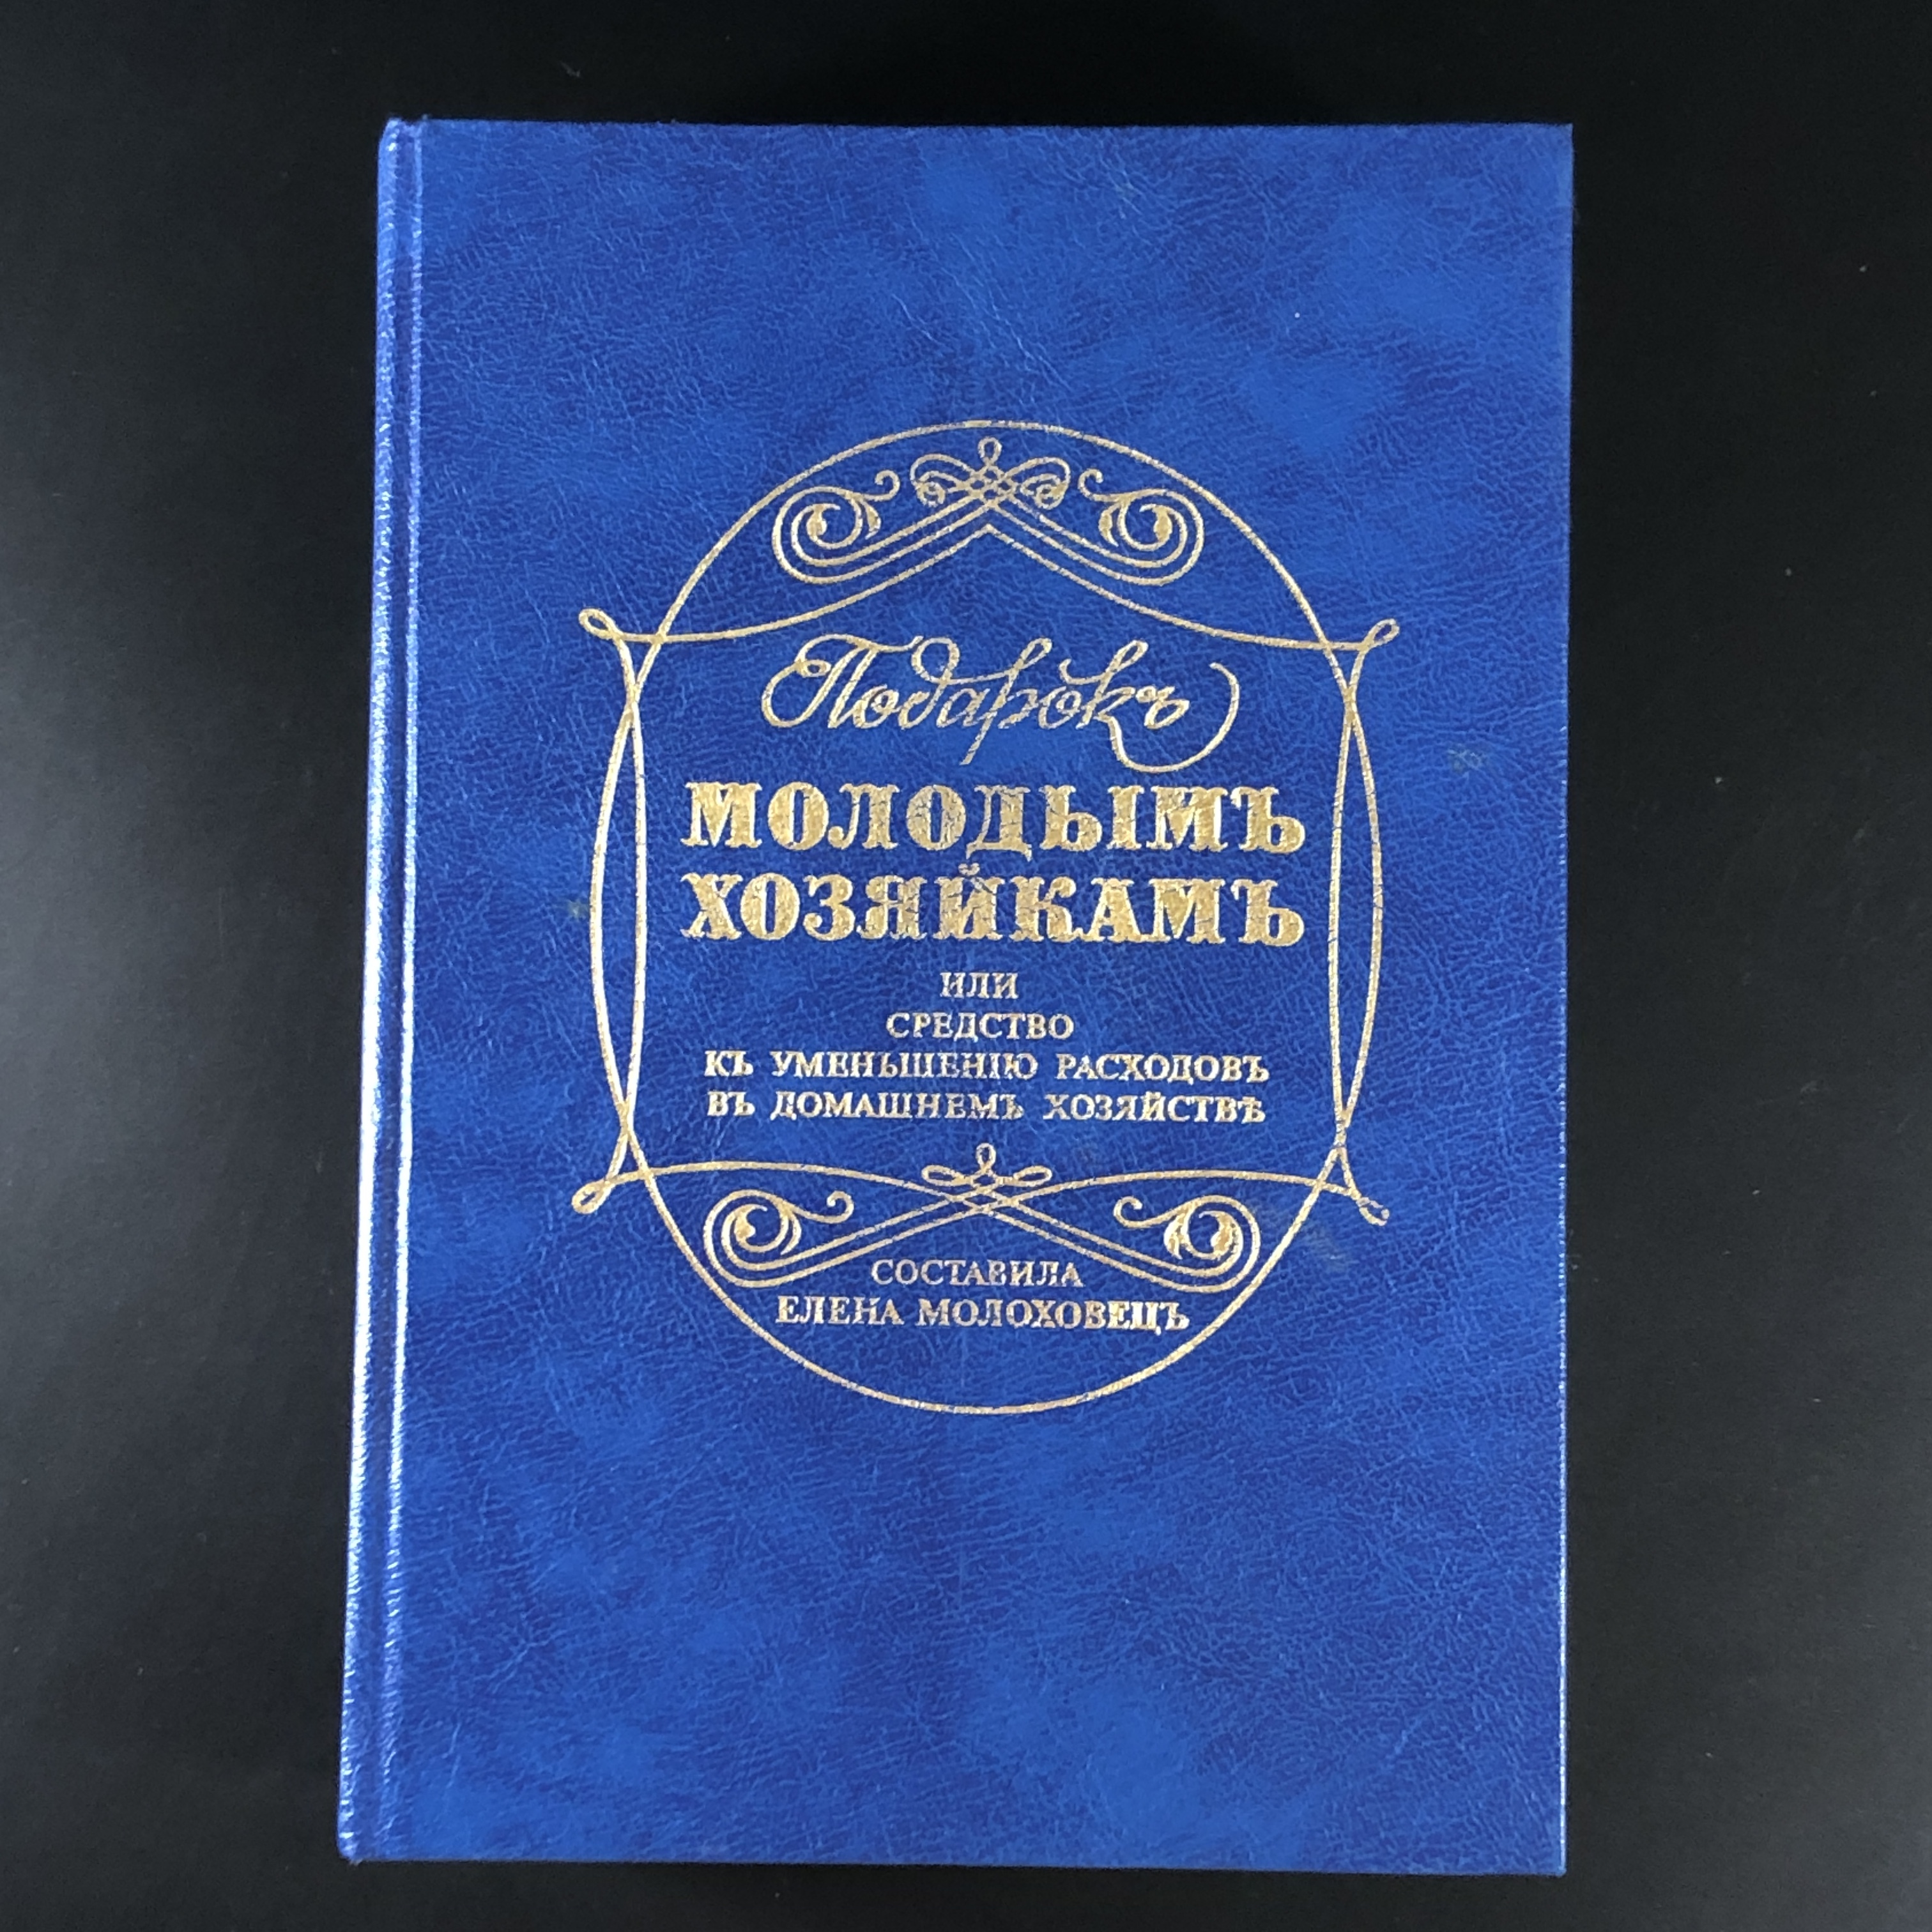 Подарокъ
МОЛОДЫМЪ
ХОЗЯЙКАМЪ
ИЛИ
СРЕДСТВО
КЪ УМЕНЬШЕНІЮ РАСХОДОВЪ
ВЪ ДОМАШНЕМЪ ХОЗЯЙСТВѢ
СОСТАВИЛА
ЕЛЕНА МОЛОХОВЕЦЪ